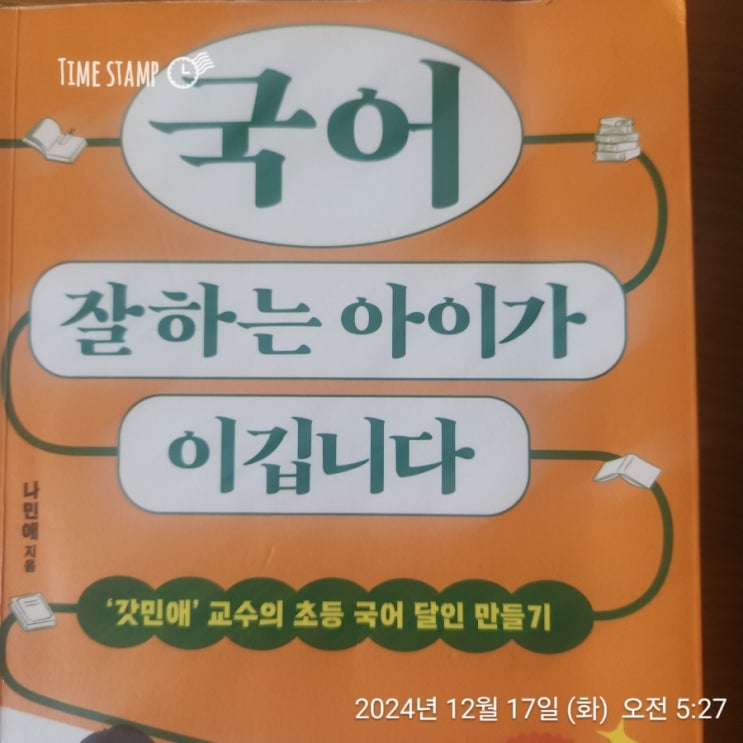 TIME STAMP
국어
잘하는 아이가
이깁니다
나민애 지음
'갓민애' 교수의 초등 국어 달인 만들기
2024년 12월 17일 (화) 오전 5:27